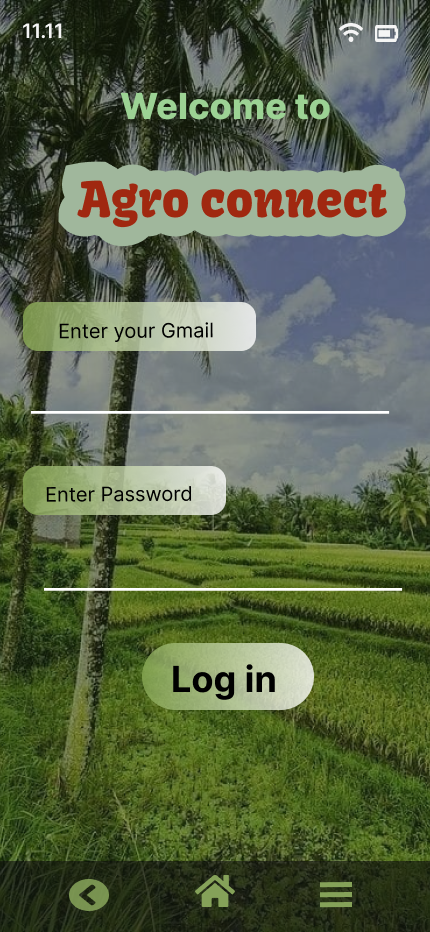 11.11
Welcome to
Agro connect
Enter your Gmail
Enter Password
Log in